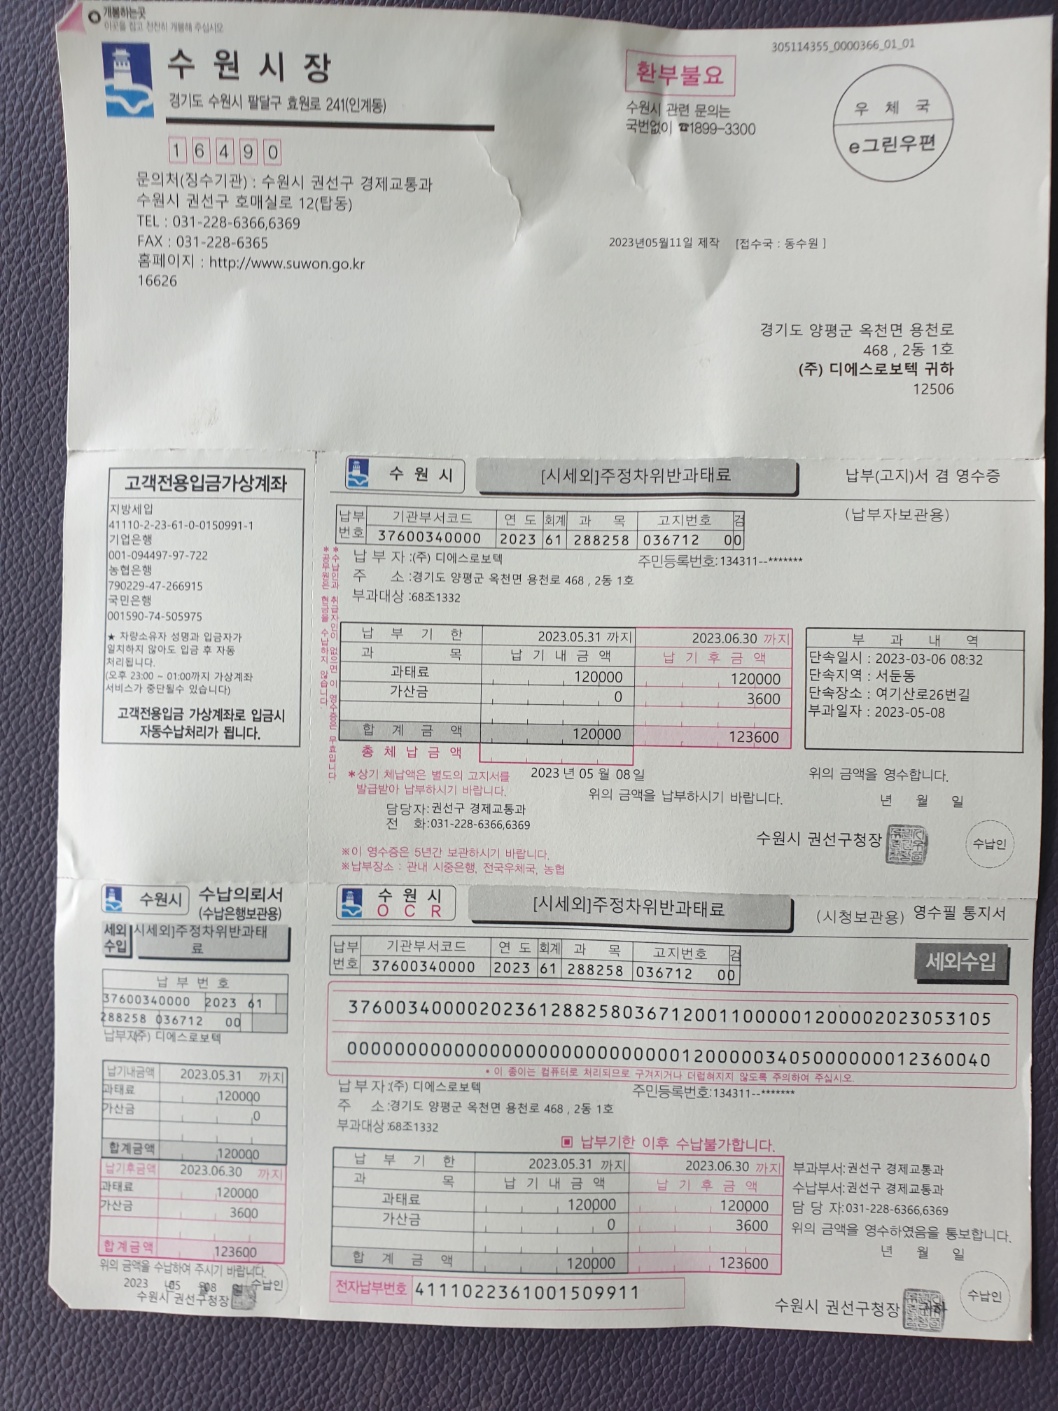 개봉하는곳
이곳을 접고 천천히 개봉해 주십시오
305114355_0000366_01_01
수원시장
경기도 수원시 팔달구 효원로 241(인계동)
16490
환부불요
수원시 관련 문의는
국번없이 ☎1899-3300
우체국
e그린우편
문의처(징수기관) : 수원시 권선구 경제교통과
수원시 권선구 호매실로 12(탑동)
TEL : 031-228-6366,6369
FAX : 031-228-6365
홈페이지 : http://www.suwon.go.kr
16626
2023년05월11일 제작 [접수국 : 동수원 ]
경기도 양평군 옥천면 용천로
468 , 2동 1호
(주) 디에스로보텍 귀하
12506
고객전용입금가상계좌
지방세입
41110-2-23-61-0-0150991-1
기업은행
001-094497-97-722
농협은행
790229-47-266915
국민은행
001590-74-505975
★ 차량소유자 성명과 입금자가
일치하지 않아도 입금 후 자동
처리됩니다.
(오후 23:00 ~ 01:00까지 가상계좌
서비스가 중단될수 있습니다)
고객전용입금 가상계좌로 입금시
자동수납처리가 됩니다.
수원시
[시세외]주정차위반과태료
납부(고지)서 겸 영수증
(납부자보관용)
납부번호 기관부서코드 연도 회계 과목 고지번호 검
37600340000 2023 61 288258 036712 00
납부자:(주) 디에스로보텍 주민등록번호:134311--*******
주 소:경기도 양평군 옥천면 용천로 468 , 2동 1호
부과대상:68조1332
납부기한 2023.05.31 까지 2023.06.30 까지
과목 납기내금액 납기후금액
과태료 120000 120000
가산금 0 3600
합계금액 120000 123600
총체납금액
부과내역
단속일시 : 2023-03-06 08:32
단속지역 : 서둔동
단속장소 : 여기산로26번길
부과일자 : 2023-05-08
*상기 체납액은 별도의 고지서를
발급받아 납부하시기 바랍니다.
2023 년 05 월 08일
위의 금액을 납부하시기 바랍니다.
위의 금액을 영수합니다.
년 월 일
담당자:권선구 경제교통과
전 화:031-228-6366,6369
수원시 권선구청장
수납인
※이 영수증은 5년간 보관하시기 바랍니다.
※납부장소 : 관내 시중은행, 전국우체국, 농협
*수납인과 취급자인이 없으면 이 영수증은 무효입니다
*공무원은 현금을 수납하지 않습니다
수원시 수납의뢰서
(수납은행보관용)
세외수입
[시세외]주정차위반과태료
납부번호
37600340000 2023 61
288258 036712 00
납부자:(주) 디에스로보텍
납기내금액 2023.05.31 까지
과태료 120000
가산금 0
합계금액 120000
납기후금액 2023.06.30 까지
과태료 120000
가산금 3600
합계금액 123600
위의 금액을 수납하여 주시기 바랍니다
2023 년05 월08 일
수원시 권선구청장
수납인
수원시
OCR
[시세외]주정차위반과태료
(시청보관용) 영수필 통지서
납부번호 기관부서코드 연도 회계 과목 고지번호 검
37600340000 2023 61 288258 036712 00
세외수입
376003400002023612882580367120011000001200002023053105
000000000000000000000000000012000003405000000012360040
* 이 종이는 컴퓨터로 처리되므로 구겨지거나 더럽혀지지 않도록 주의하여 주십시오.
납부자:(주) 디에스로보텍 주민등록번호:134311--*******
주 소:경기도 양평군 옥천면 용천로 468 , 2동 1호
부과대상:68조1332
▣ 납부기한 이후 수납불가합니다.
납부기한 2023.05.31 까지 2023.06.30 까지
과목 납기내금액 납기후금액
과태료 120000 120000
가산금 0 3600
합계금액 120000 123600
부과부서:권선구 경제교통과
수납부서:권선구 경제교통과
담 당 자:031-228-6366,6369
위의 금액을 영수하였음을 통보합니다.
년 월 일
전자납부번호 4111022361001509911
수원시 권선구청장 귀하
수납인